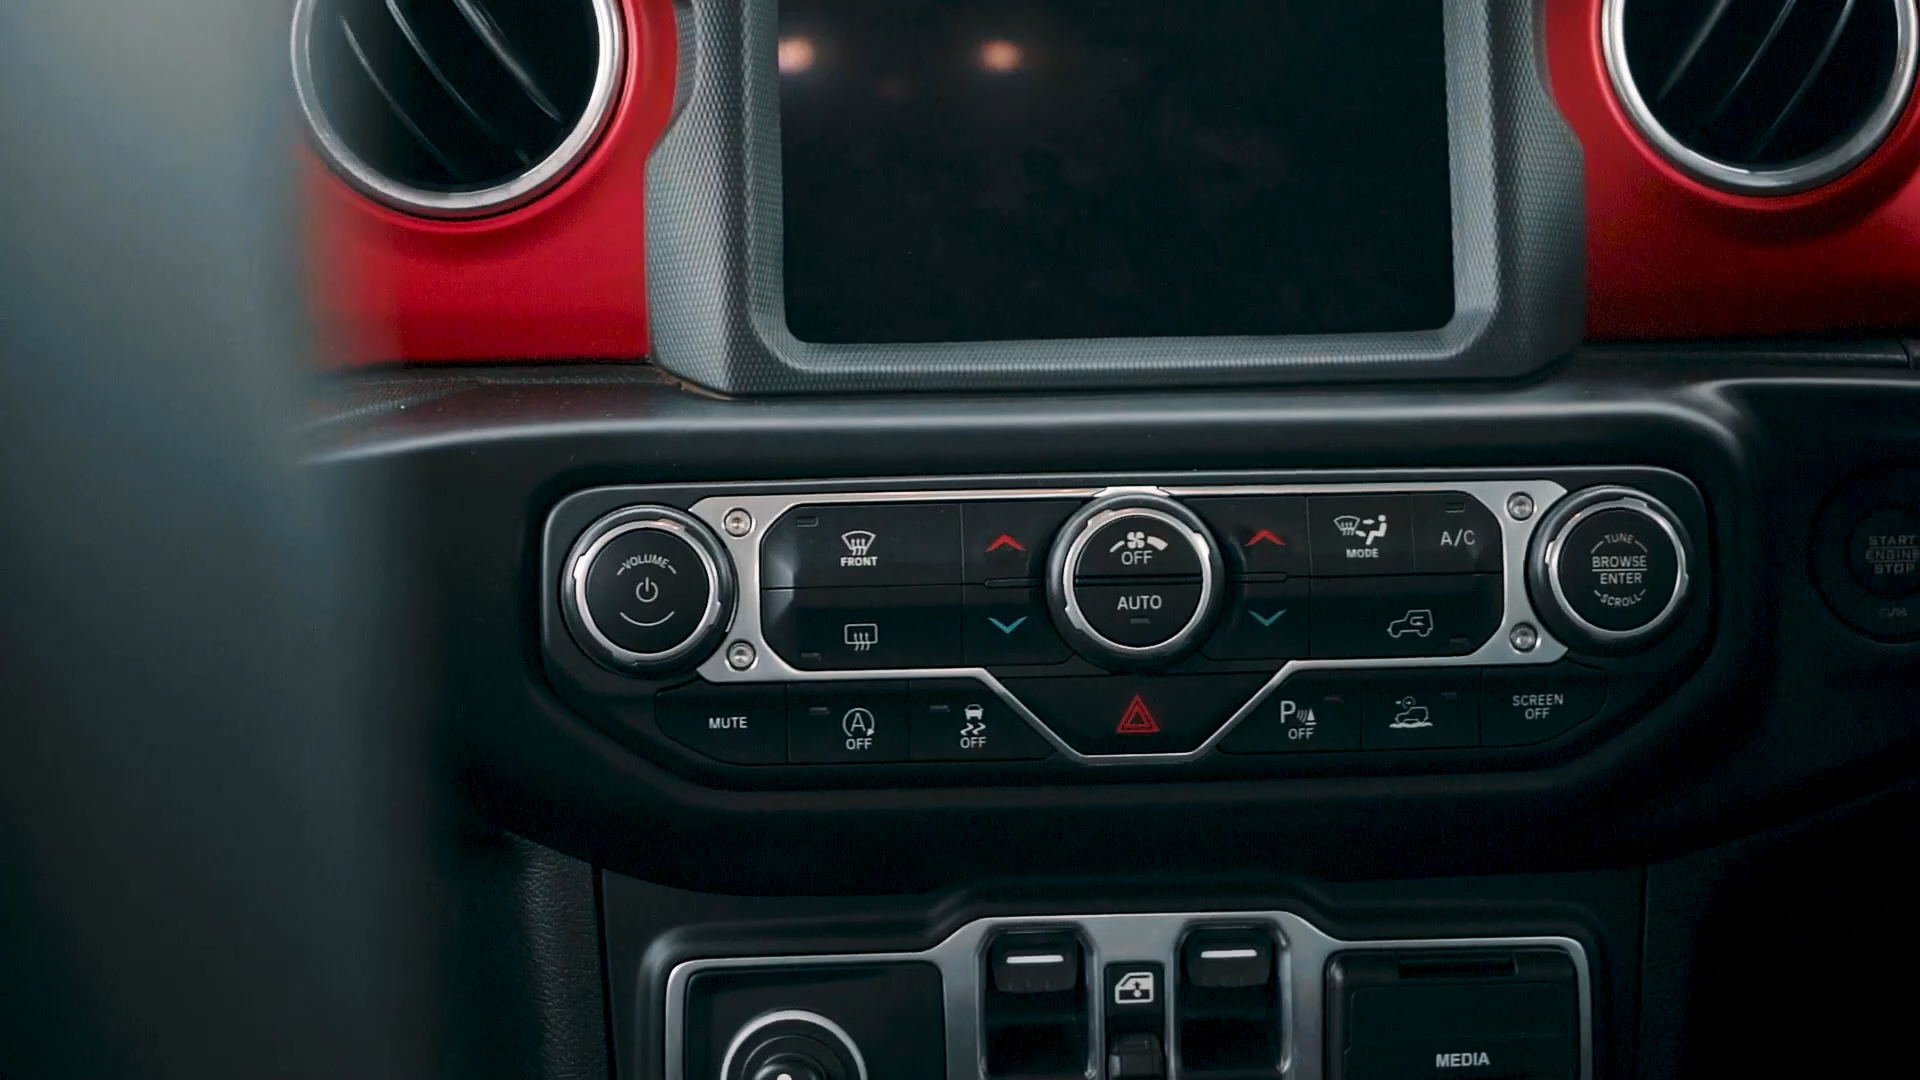 VOLUME
FRONT
OFF
AUTO
MODE
A/C
TUNE
BROWSE
ENTER
SCROLL
START
ENGINE
STOP
MUTE
A
OFF
OFF
P
OFF
SCREEN
OFF
MEDIA